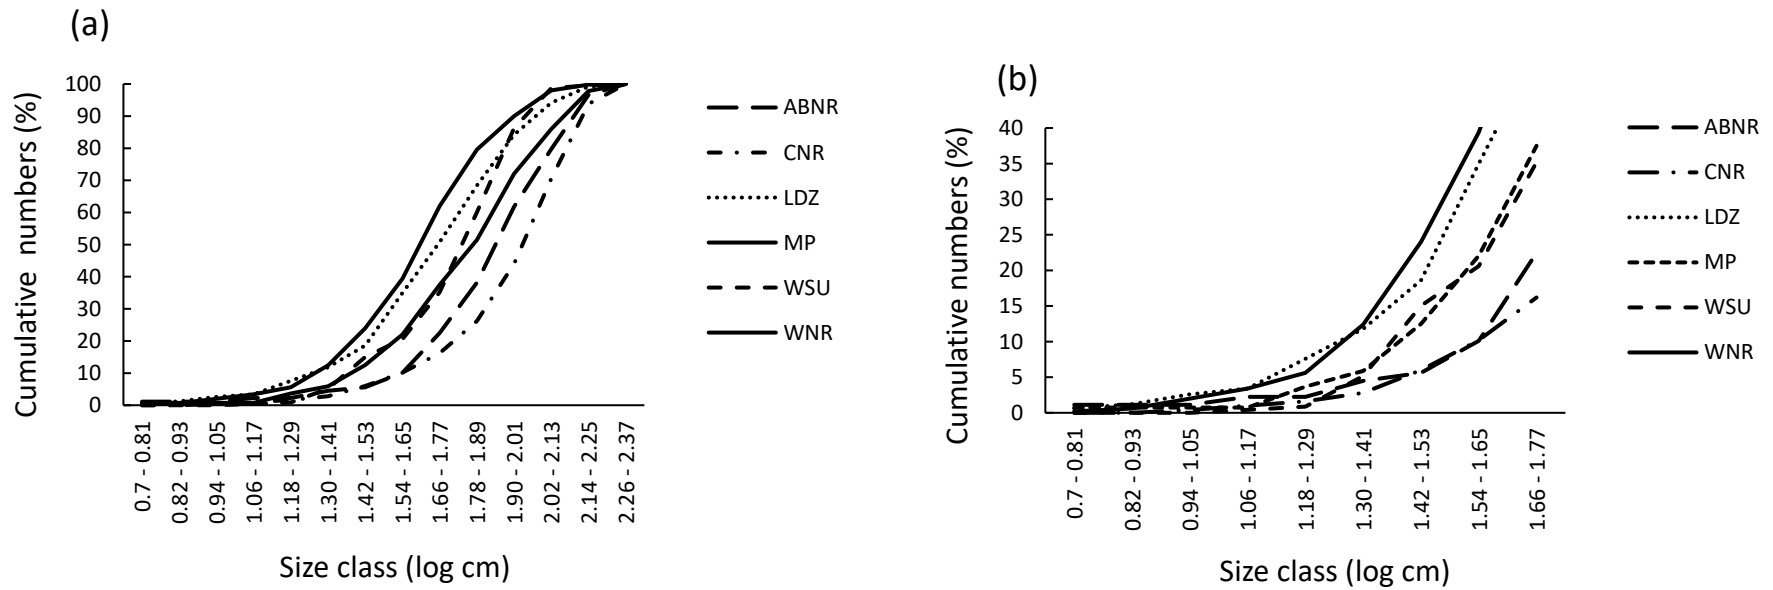 (a)
Cumulative numbers (%)
100
90
80
70
60
50
40
30
20
10
0
0.7 - 0.81
0.82 - 0.93
0.94 - 1.05
1.06 - 1.17
1.18 - 1.29
1.30 - 1.41
1.42 - 1.53
1.54 - 1.65
1.66 - 1.77
1.78 - 1.89
1.90 - 2.01
2.02 - 2.13
2.14 - 2.25
2.26 - 2.37
Size class (log cm)
ABNR
CNR
LDZ
MP
WSU
WNR
(b)
Cumulative numbers (%)
40
35
30
25
20
15
10
5
0
0.7 - 0.81
0.82 - 0.93
0.94 - 1.05
1.06 - 1.17
1.18 - 1.29
1.30 - 1.41
1.42 - 1.53
1.54 - 1.65
1.66 - 1.77
Size class (log cm)
ABNR
CNR
LDZ
MP
WSU
WNR